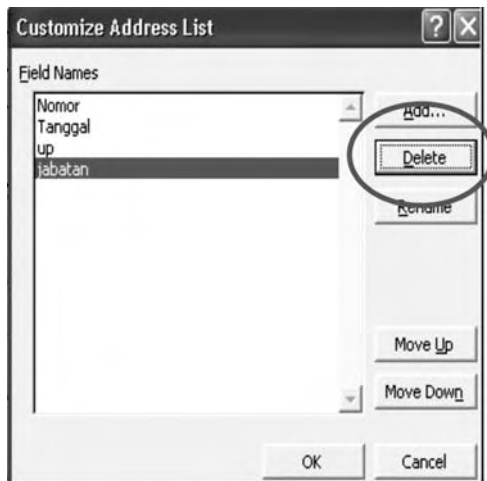 Customize Address List
Field Names
Nomor
Tanggal
up
jabatan
Add...
Delete
Rename
Move Up
Move Down
OK
Cancel